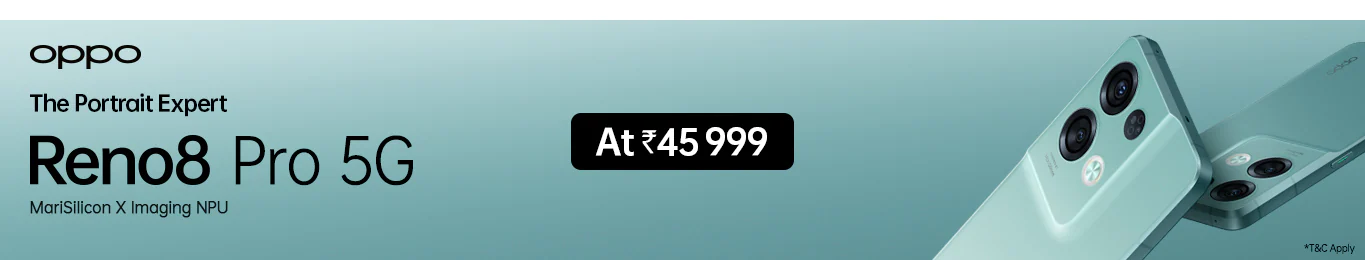 oppo
The Portrait Expert
Reno8 Pro 5G
MariSilicon X Imaging NPU
At ₹45 999
oppo
*T&C Apply